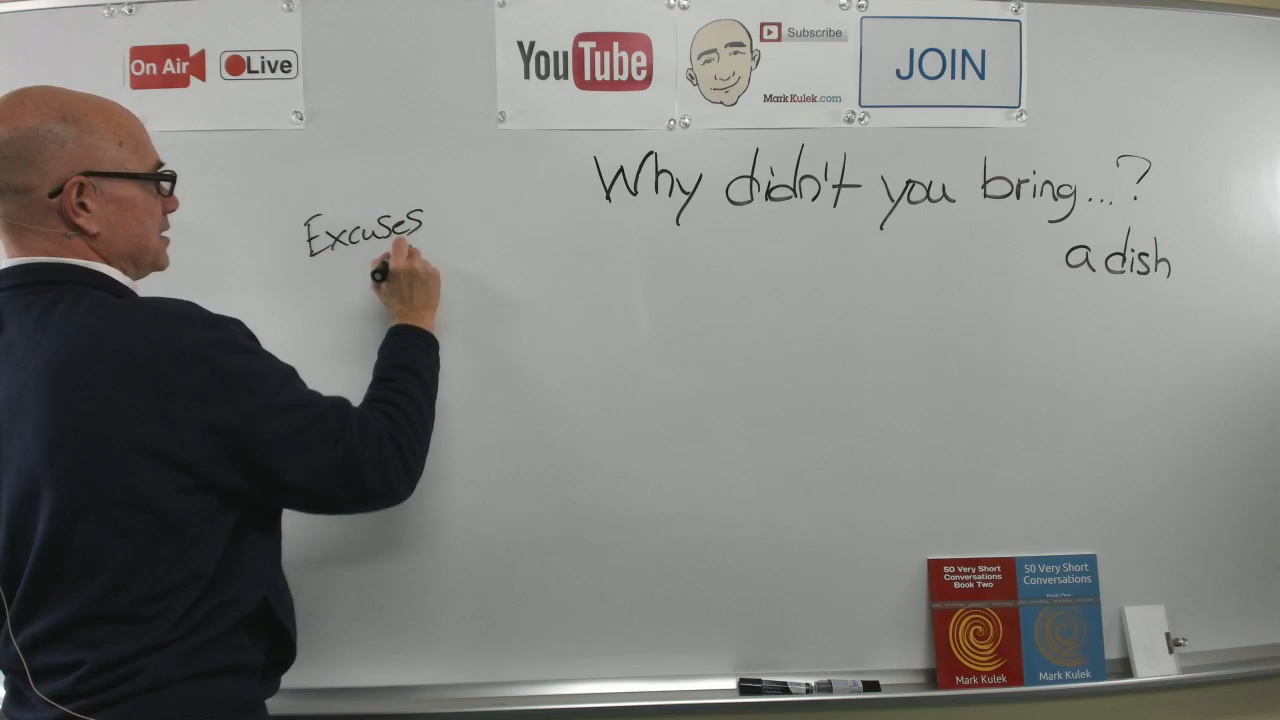 On Air
Live
YouTube
Subscribe
MarkKulek.com
JOIN
Why didn't you bring...?
a dish
Excuses
50 Very Short
Conversations
Book Two
Mark Kulek
50 Very Short
Conversations
Mark Kulek